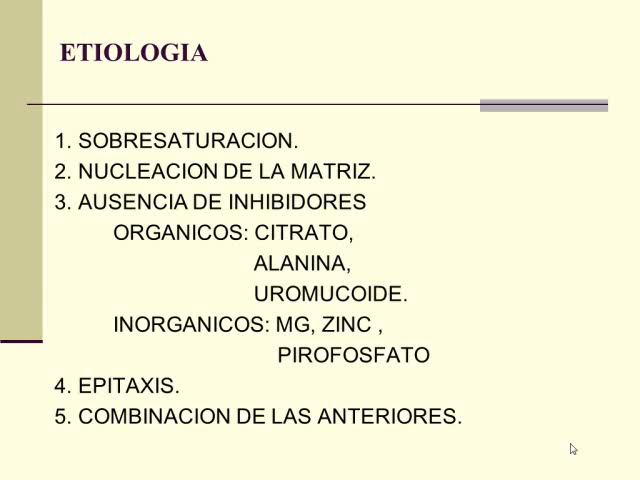 ETIOLOGIA
1. SOBRESATURACION.
2. NUCLEACION DE LA MATRIZ.
3. AUSENCIA DE INHIBIDORES
ORGANICOS: CITRATO,
ALANINA,
UROMUCOIDE.
INORGANICOS: MG, ZINC ,
PIROFOSFATO
4. EPITAXIS.
5. COMBINACION DE LAS ANTERIORES.